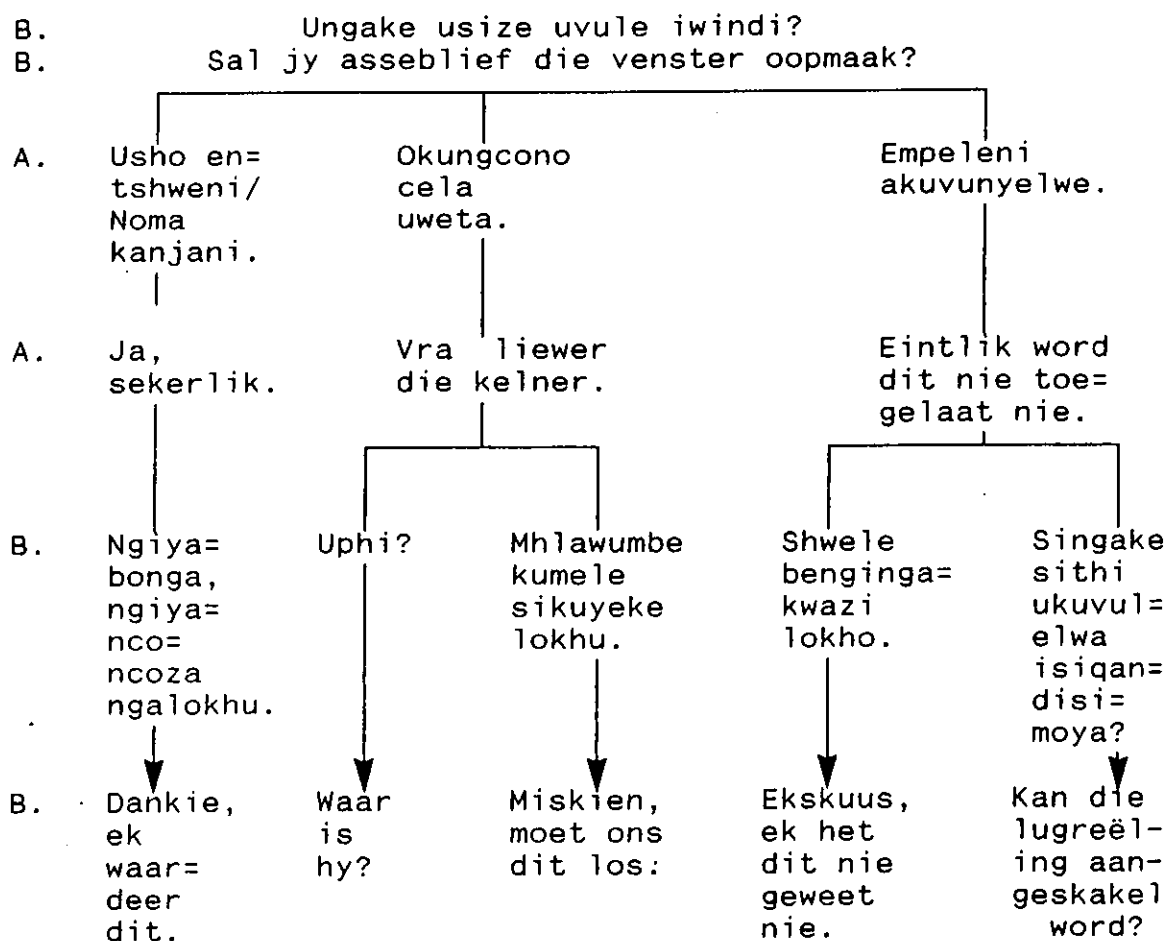 B. Ungake usize uvule iwindi?
B. Sal jy asseblief die venster oopmaak?
A. Usho en=
tshweni/
Noma
kanjani.
Okungcono
cela
uweta.
Empeleni
akuvunyelwe.
A. Ja,
sekerlik.
Vra liewer
die kelner.
Eintlik word
dit nie toe=
gelaat nie.
B. Ngiya=
bonga,
ngiya=
nco=
ncoza
ngalokhu.
Uphi?
Mhlawumbe
kumele
sikuyeke
lokhu.
Shwele
benginga=
kwazi
lokho.
Singake
sithi
ukuvul=
elwa
isiqan=
disi=
moya?
B. Dankie,
ek
waar=
deer
dit.
Waar
is
hy?
Miskien,
moet ons
dit los.
Ekskuus,
ek het
dit nie
geweet
nie.
Kan die
lugreël-
ing aan-
geskakel
word?